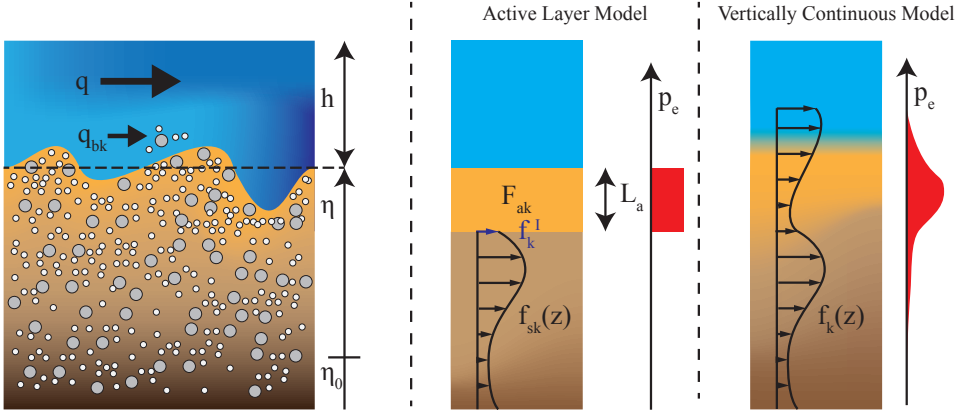 Active Layer Model
Vertically Continuous Model
q
q_bk
h
η
η_0
F_ak
f_k^I
f_sk(z)
L_a
p_e
f_k(z)
p_e